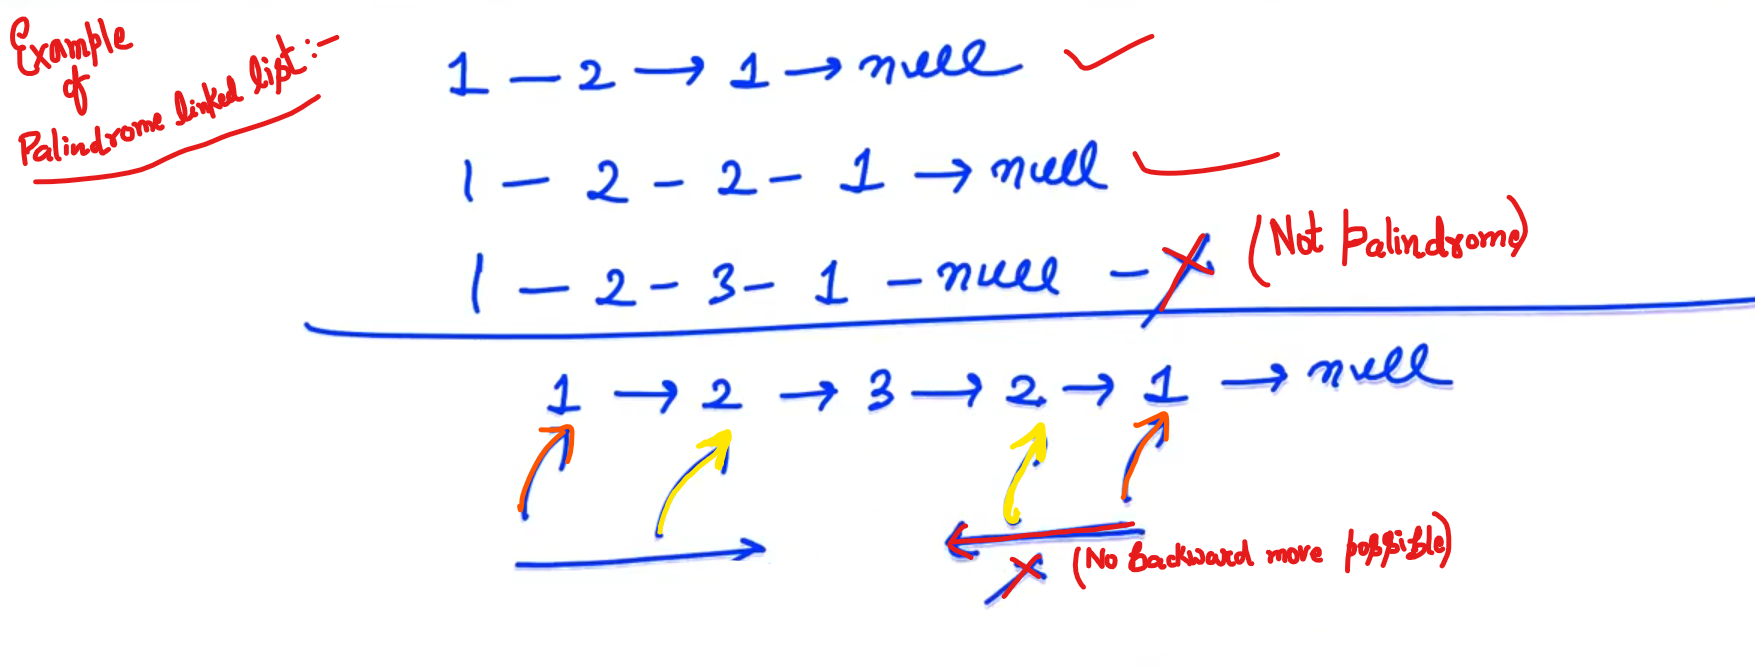 Example
of
Palindrome linked list:-
1 — 2 → 1 → null ✓
1 — 2 - 2 - 1 → null ✓
1 — 2 - 3 - 1 - null - ✗ (Not palindrome)
1 → 2 → 3 → 2 → 1 → null
✗ (No backward move possible)